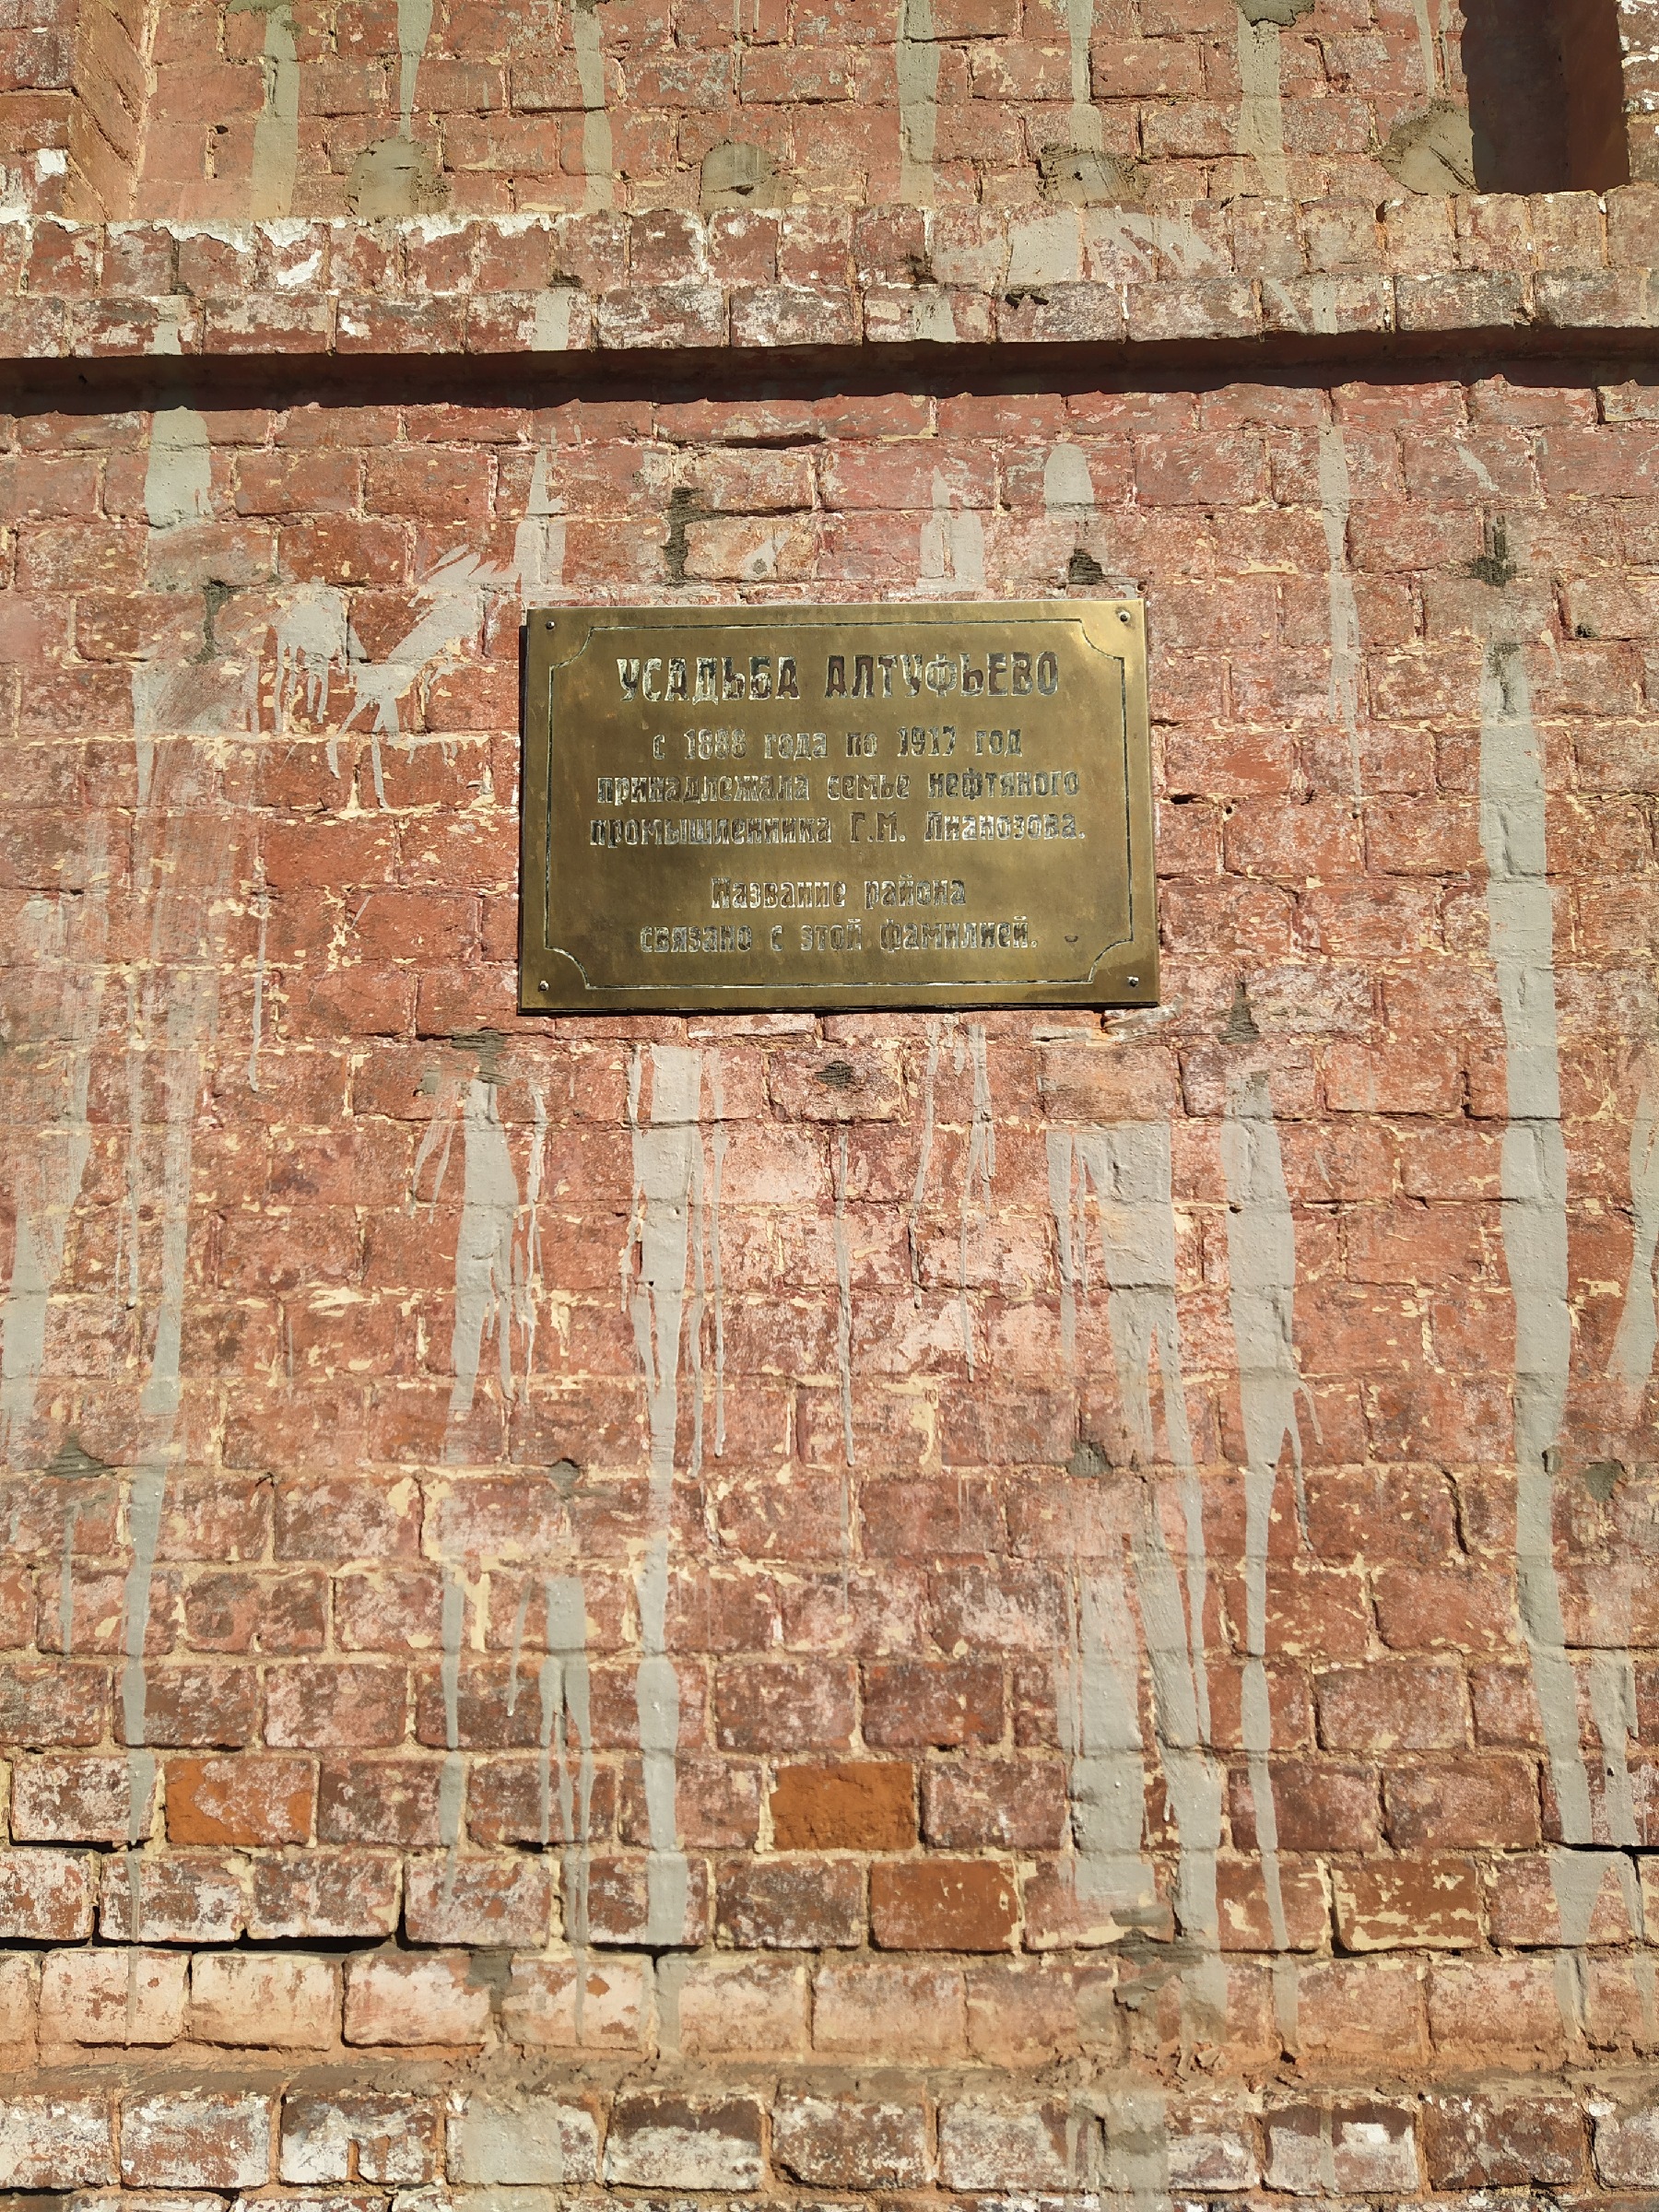 УСАДЬБА АЛТУФЬЕВО
с 1888 года по 1917 год
принадлежала семье нефтяного
промышленника Г.М. Лианозова.
Название района
связано с этой фамилией.